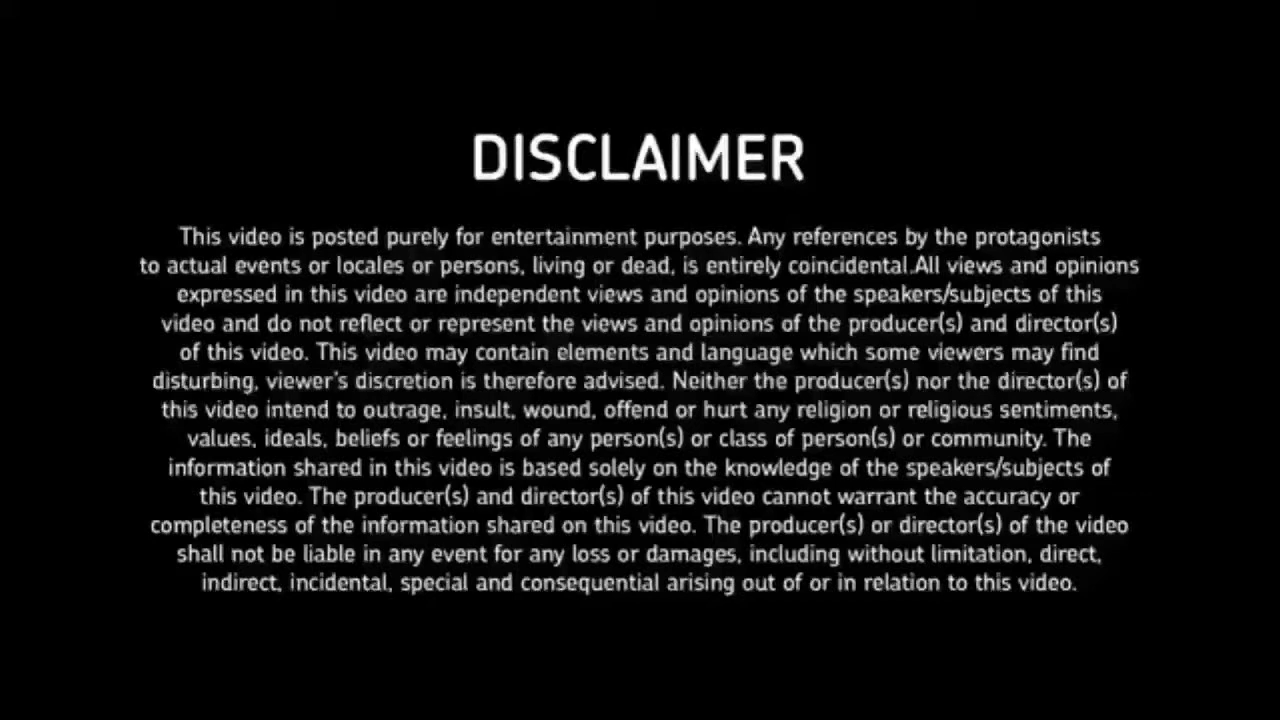 DISCLAIMER
This video is posted purely for entertainment purposes. Any references by the protagonists
to actual events or locales or persons, living or dead, is entirely coincidental.All views and opinions
expressed in this video are independent views and opinions of the speakers/subjects of this
video and do not reflect or represent the views and opinions of the producer(s) and director(s)
of this video. This video may contain elements and language which some viewers may find
disturbing, viewer's discretion is therefore advised. Neither the producer(s) nor the director(s) of
this video intend to outrage, insult, wound, offend or hurt any religion or religious sentiments,
values, ideals, beliefs or feelings of any person(s) or class of person(s) or community. The
information shared in this video is based solely on the knowledge of the speakers/subjects of
this video. The producer(s) and director(s) of this video cannot warrant the accuracy or
completeness of the information shared on this video. The producer(s) or director(s) of the video
shall not be liable in any event for any loss or damages, including without limitation, direct,
indirect, incidental, special and consequential arising out of or in relation to this video.